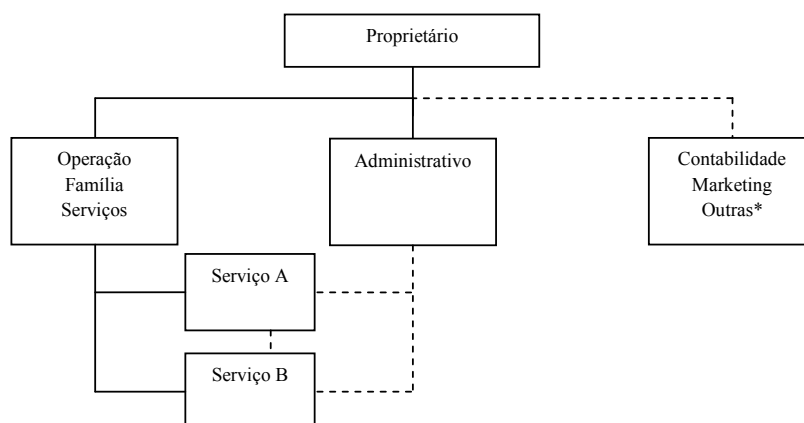 Proprietário
Operação
Família
Serviços
Administrativo
Contabilidade
Marketing
Outras*
Serviço A
Serviço B